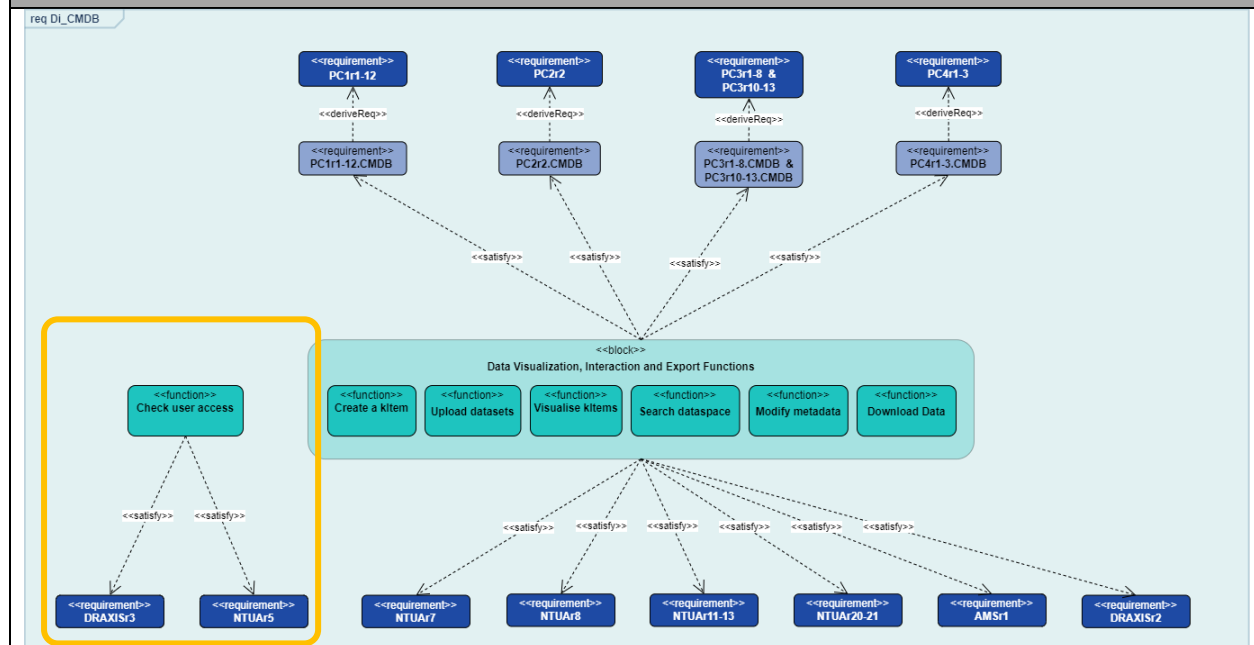 req Di_CMDB
<<requirement>>
PC1r1-12
<<requirement>>
PC2r2
<<requirement>>
PC3r1-8 &
PC3r10-13
<<requirement>>
PC4r1-3
<<deriveReq>>
<<deriveReq>>
<<deriveReq>>
<<deriveReq>>
<<requirement>>
PC1r1-12.CMDB
<<requirement>>
PC2r2.CMDB
<<requirement>>
PC3r1-8.CMDB &
PC3r10-13.CMDB
<<requirement>>
PC4r1-3.CMDB
<<satisfy>>
<<satisfy>>
<<satisfy>>
<<satisfy>>
<<block>>
Data Visualization, Interaction and Export Functions
<<function>>
Check user access
<<function>>
Create a kItem
<<function>>
Upload datasets
<<function>>
Visualise kItems
<<function>>
Search dataspace
<<function>>
Modify metadata
<<function>>
Download Data
<<satisfy>>
<<satisfy>>
<<satisfy>>
<<satisfy>>
<<satisfy>>
<<satisfy>>
<<satisfy>>
<<satisfy>>
<<requirement>>
DRAXISr3
<<requirement>>
NTUAr5
<<requirement>>
NTUAr7
<<requirement>>
NTUAr8
<<requirement>>
NTUAr11-13
<<requirement>>
NTUAr20-21
<<requirement>>
AMSr1
<<requirement>>
DRAXISr2